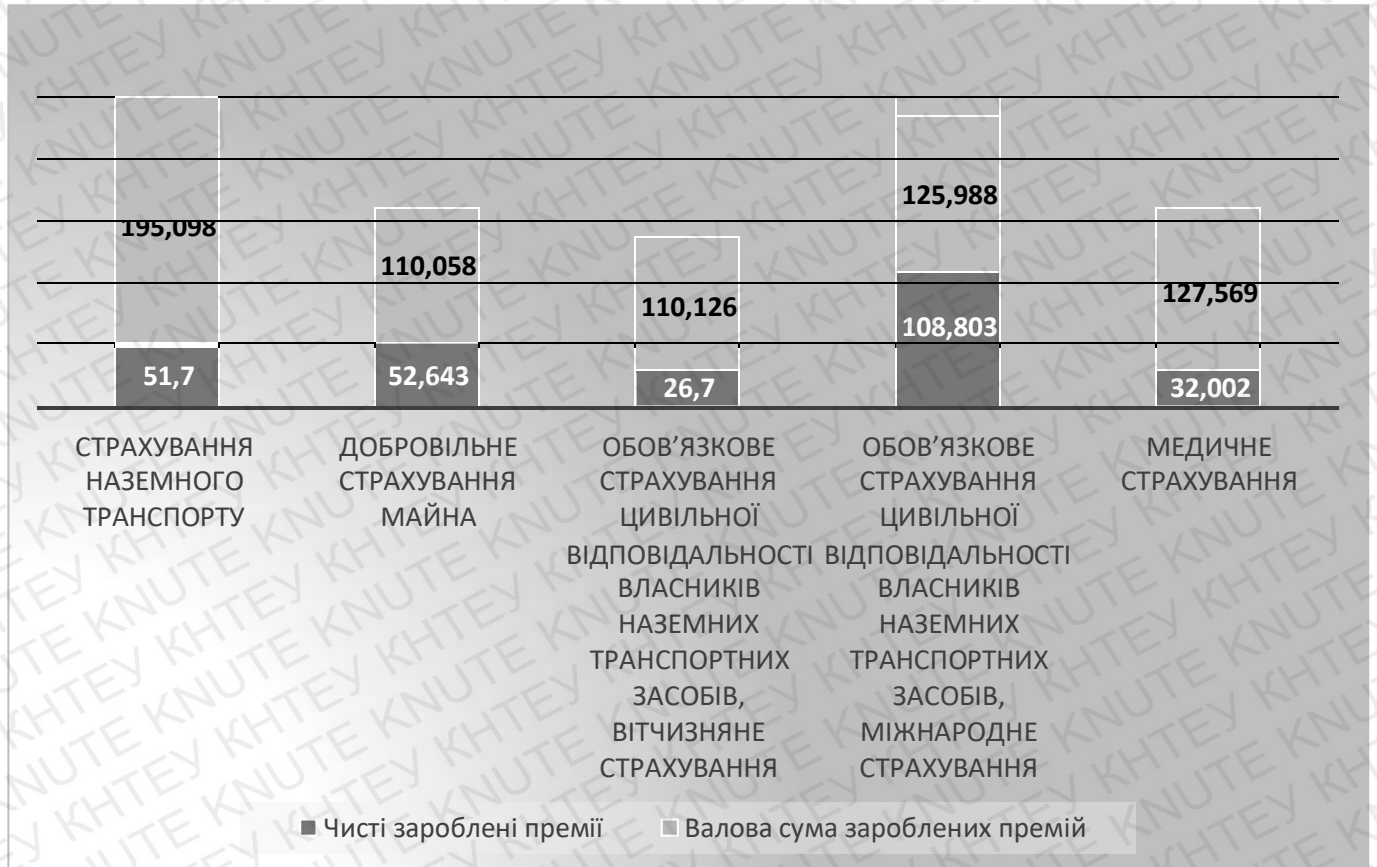 195,098
110,058
110,126
125,988
127,569
51,7
52,643
26,7
108,803
32,002
СТРАХУВАННЯ
НАЗЕМНОГО
ТРАНСПОРТУ
ДОБРОВІЛЬНЕ
СТРАХУВАННЯ
МАЙНА
ОБОВ’ЯЗКОВЕ
СТРАХУВАННЯ
ЦИВІЛЬНОЇ
ВІДПОВІДАЛЬНОСТІ
ВЛАСНИКІВ
НАЗЕМНИХ
ТРАНСПОРТНИХ
ЗАСОБІВ,
ВІТЧИЗНЯНЕ
СТРАХУВАННЯ
ОБОВ’ЯЗКОВЕ
СТРАХУВАННЯ
ЦИВІЛЬНОЇ
ВІДПОВІДАЛЬНОСТІ
ВЛАСНИКІВ
НАЗЕМНИХ
ТРАНСПОРТНИХ
ЗАСОБІВ,
МІЖНАРОДНЕ
СТРАХУВАННЯ
МЕДИЧНЕ
СТРАХУВАННЯ
Чисті зароблені премії
Валова сума зароблених премій
KNUTE КНТЕУ